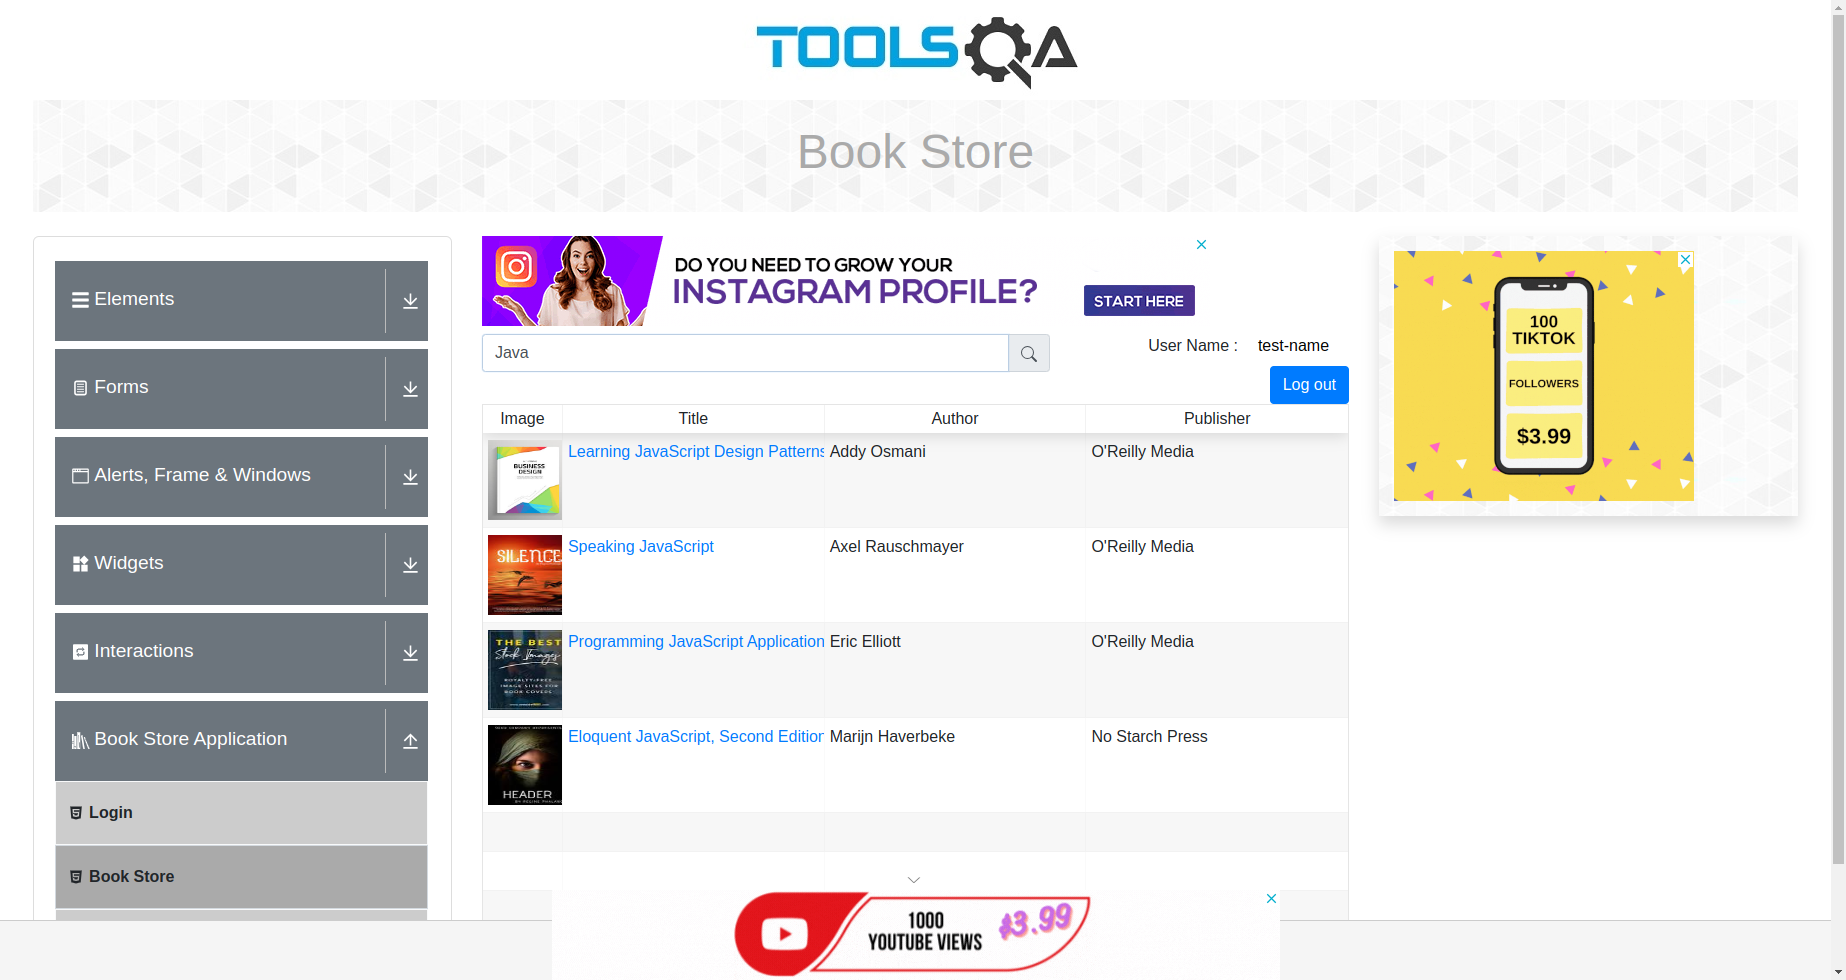 TOOLSQA
Book Store
Elements
Forms
Alerts, Frame & Windows
Widgets
Interactions
Book Store Application
Login
Book Store
DO YOU NEED TO GROW YOUR
INSTAGRAM PROFILE?
START HERE
Java
User Name : test-name
Log out
Image Title Author Publisher
BUSINESS
DESIGN
Learning JavaScript Design Patterns Addy Osmani O'Reilly Media
SILENCE
Speaking JavaScript Axel Rauschmayer O'Reilly Media
THE BEST
Stock Images
ROYALTY-FREE
IMAGE SITES FOR
BOOK COVERS
Programming JavaScript Application Eric Elliott O'Reilly Media
HEADER
Eloquent JavaScript, Second Edition Marijn Haverbeke No Starch Press
100
TIKTOK
FOLLOWERS
$3.99
1000
YOUTUBE VIEWS
$3.99